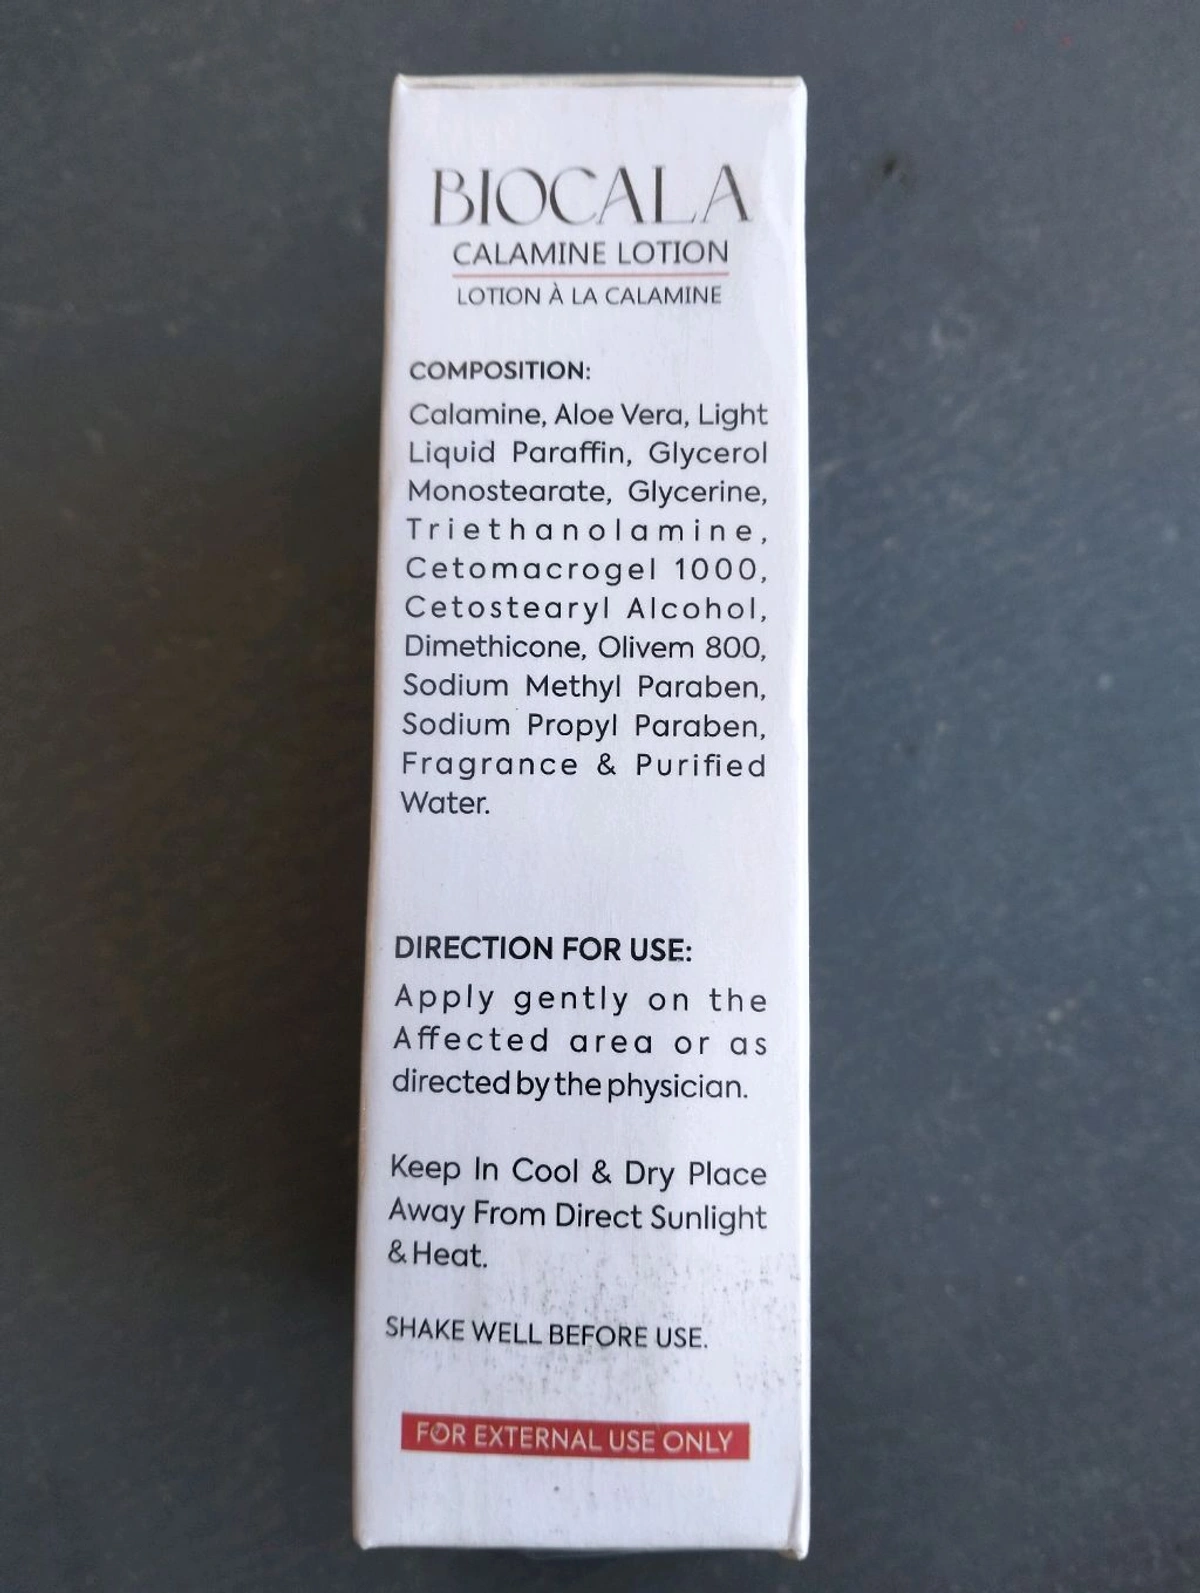 BIOCALA
CALAMINE LOTION
LOTION À LA CALAMINE
COMPOSITION:
Calamine, Aloe Vera, Light
Liquid Paraffin, Glycerol
Monostearate, Glycerine,
Triethanolamine,
Cetomacrogel 1000,
Cetostearyl Alcohol,
Dimethicone, Olivem 800,
Sodium Methyl Paraben,
Sodium Propyl Paraben,
Fragrance & Purified
Water.
DIRECTION FOR USE:
Apply gently on the
Affected area or as
directed by the physician.
Keep In Cool & Dry Place
Away From Direct Sunlight
& Heat.
SHAKE WELL BEFORE USE.
FOR EXTERNAL USE ONLY